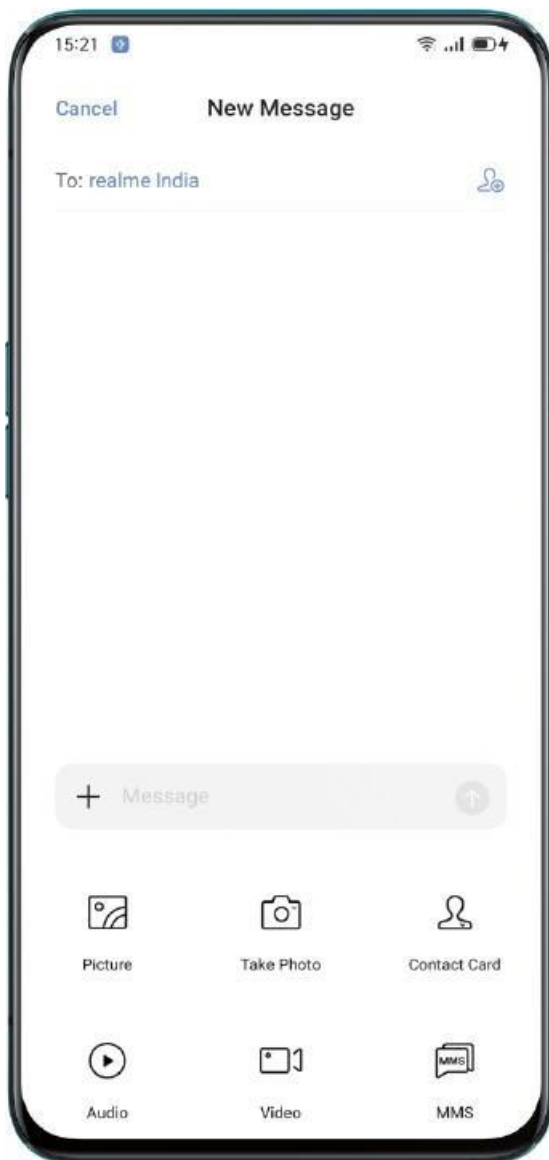 15:21
Cancel New Message
To: realme India
+ Message
Picture Take Photo Contact Card
MMS
Audio Video MMS